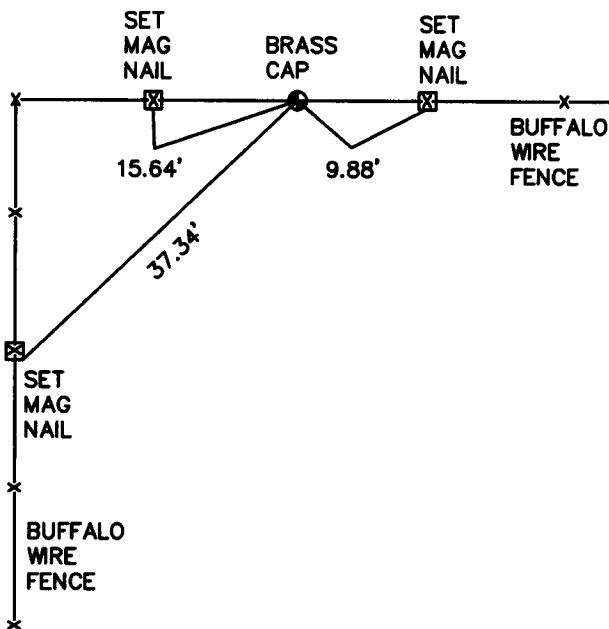 SET
MAG
NAIL
BRASS
CAP
SET
MAG
NAIL
BUFFALO
WIRE
FENCE
15.64'
9.88'
37.34'
SET
MAG
NAIL
BUFFALO
WIRE
FENCE